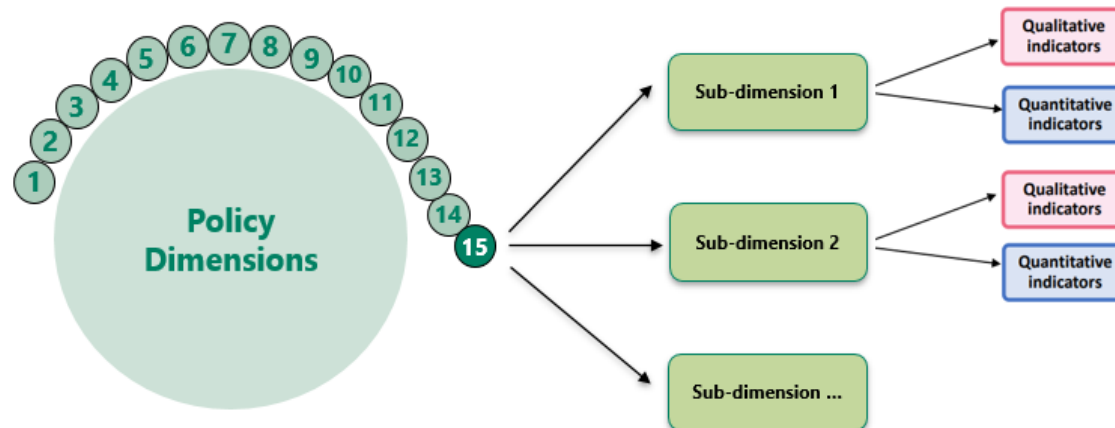 1
2
3
4
5
6
7
8
9
10
11
12
13
14
15
Policy
Dimensions
Sub-dimension 1
Qualitative
indicators
Quantitative
indicators
Sub-dimension 2
Qualitative
indicators
Quantitative
indicators
Sub-dimension ...